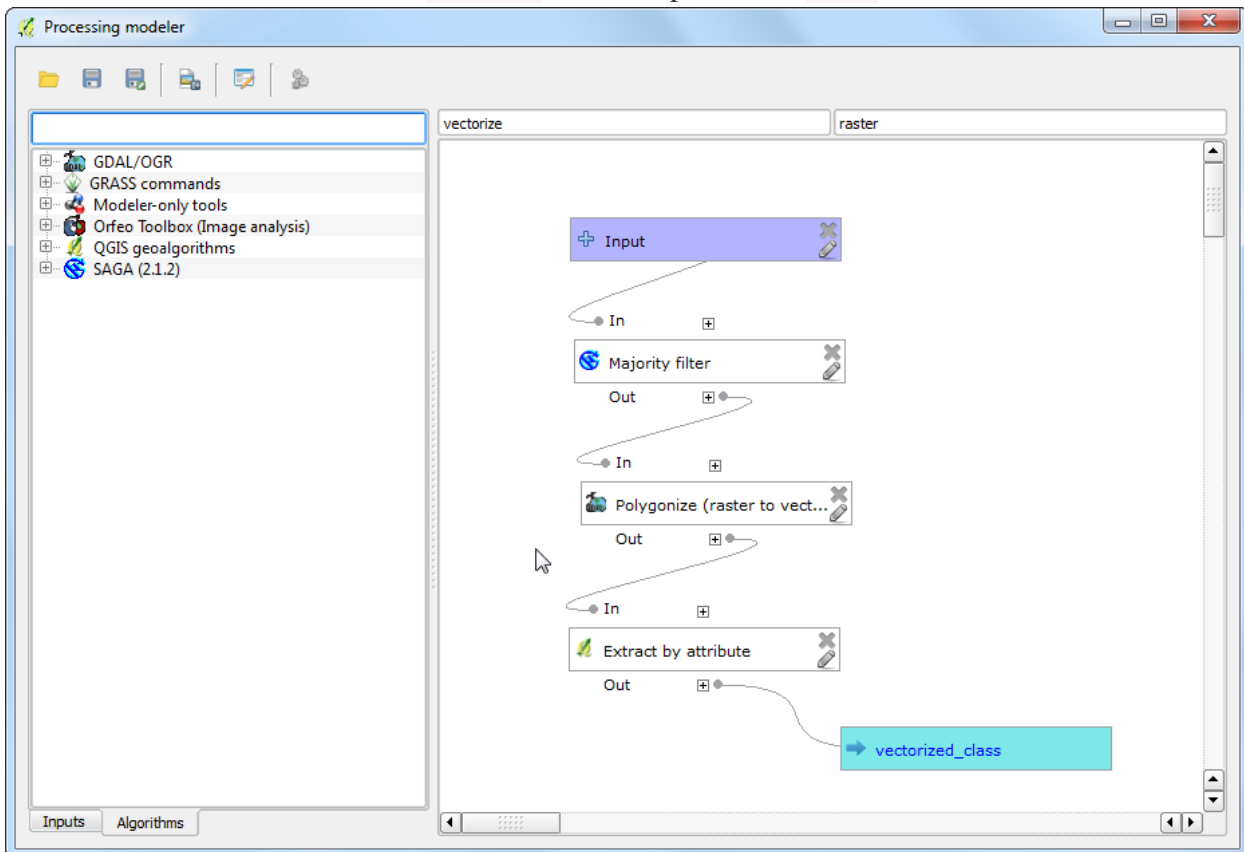 Processing modeler
vectorize
raster
GDAL/OGR
GRASS commands
Modeler-only tools
Orfeo Toolbox (Image analysis)
QGIS geoalgorithms
SAGA (2.1.2)
Input
In
Majority filter
Out
In
Polygonize (raster to vect...
Out
In
Extract by attribute
Out
vectorized_class
Inputs
Algorithms